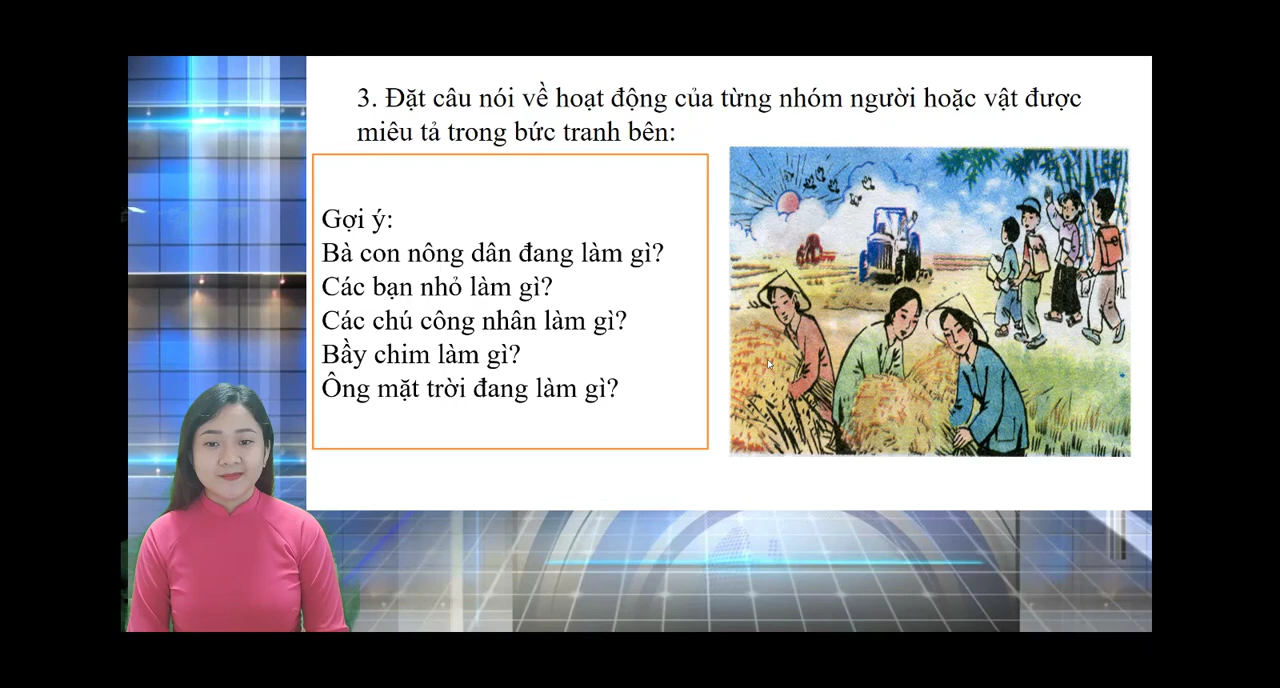 3. Đặt câu nói về hoạt động của từng nhóm người hoặc vật được
miêu tả trong bức tranh bên:
Gợi ý:
Bà con nông dân đang làm gì?
Các bạn nhỏ làm gì?
Các chú công nhân làm gì?
Bầy chim làm gì?
Ông mặt trời đang làm gì?